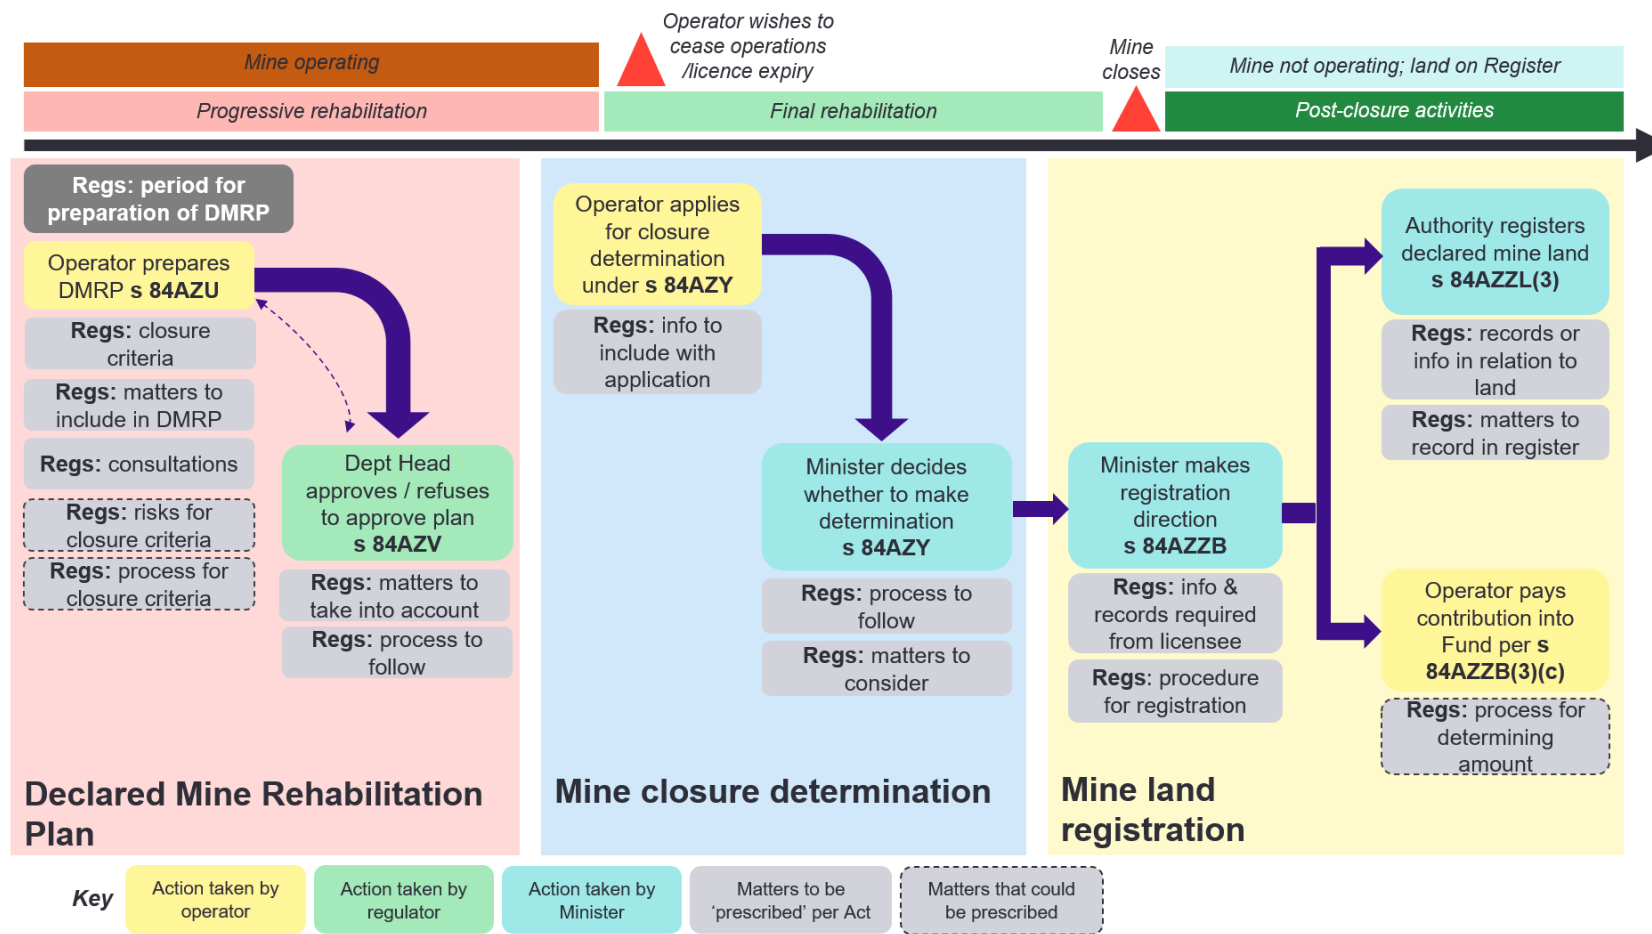 Operator wishes to
cease operations
/licence expiry
Mine operating
Progressive rehabilitation
Final rehabilitation
Mine
closes
Mine not operating; land on Register
Post-closure activities
Regs: period for
preparation of DMRP
Operator prepares
DMRP s 84AZU
Regs: closure
criteria
Regs: matters to
include in DMRP
Regs: consultations
Regs: risks for
closure criteria
Regs: process for
closure criteria
Dept Head
approves / refuses
to approve plan
s 84AZV
Regs: matters to
take into account
Regs: process to
follow
Declared Mine Rehabilitation
Plan
Operator applies
for closure
determination
under s 84AZY
Regs: info to
include with
application
Minister decides
whether to make
determination
s 84AZY
Regs: process to
follow
Regs: matters to
consider
Mine closure determination
Minister makes
registration
direction
s 84AZZB
Regs: info &
records required
from licensee
Regs: procedure
for registration
Authority registers
declared mine land
s 84AZZL(3)
Regs: records or
info in relation to
land
Regs: matters to
record in register
Operator pays
contribution into
Fund per s
84AZZB(3)(c)
Regs: process for
determining
amount
Mine land
registration
Key
Action taken by
operator
Action taken by
regulator
Action taken by
Minister
Matters to be
‘prescribed’ per Act
Matters that could
be prescribed